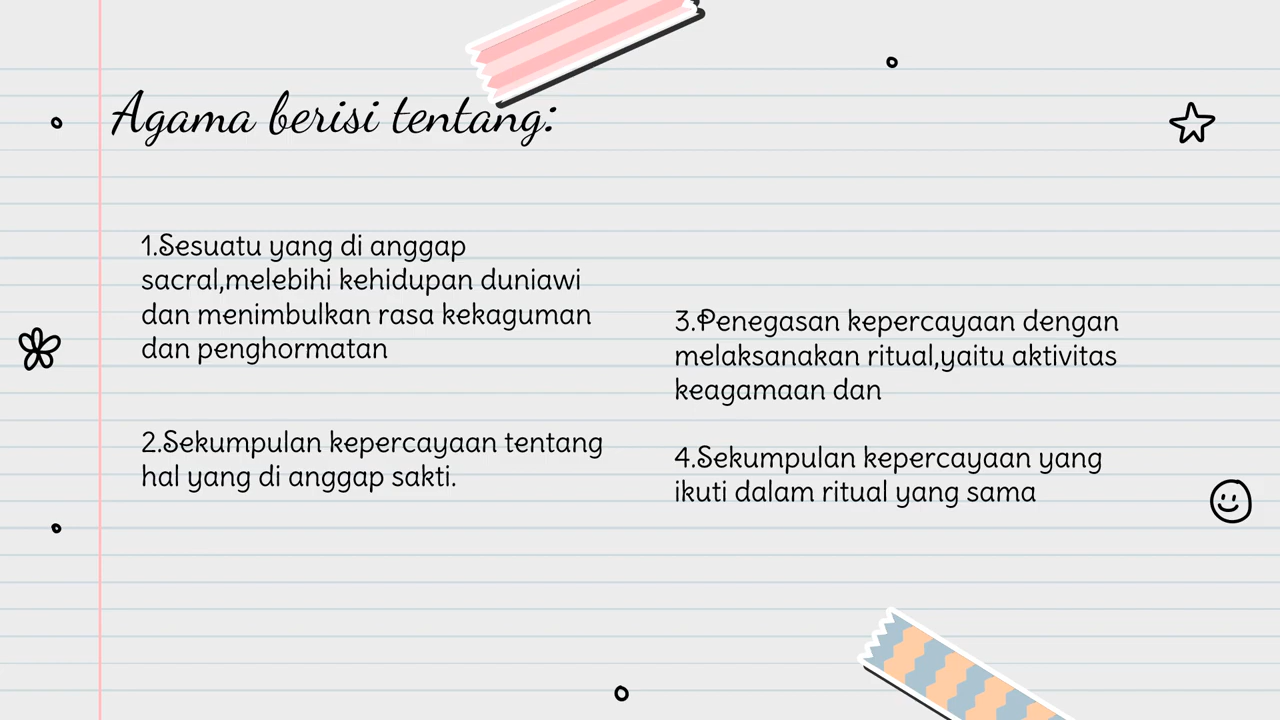 Agama berisi tentang:
1.Sesuatu yang di anggap
sacral,melebihi kehidupan duniawi
dan menimbulkan rasa kekaguman
dan penghormatan
2.Sekumpulan kepercayaan tentang
hal yang di anggap sakti.
3.Penegasan kepercayaan dengan
melaksanakan ritual,yaitu aktivitas
keagamaan dan
4.Sekumpulan kepercayaan yang
ikuti dalam ritual yang sama